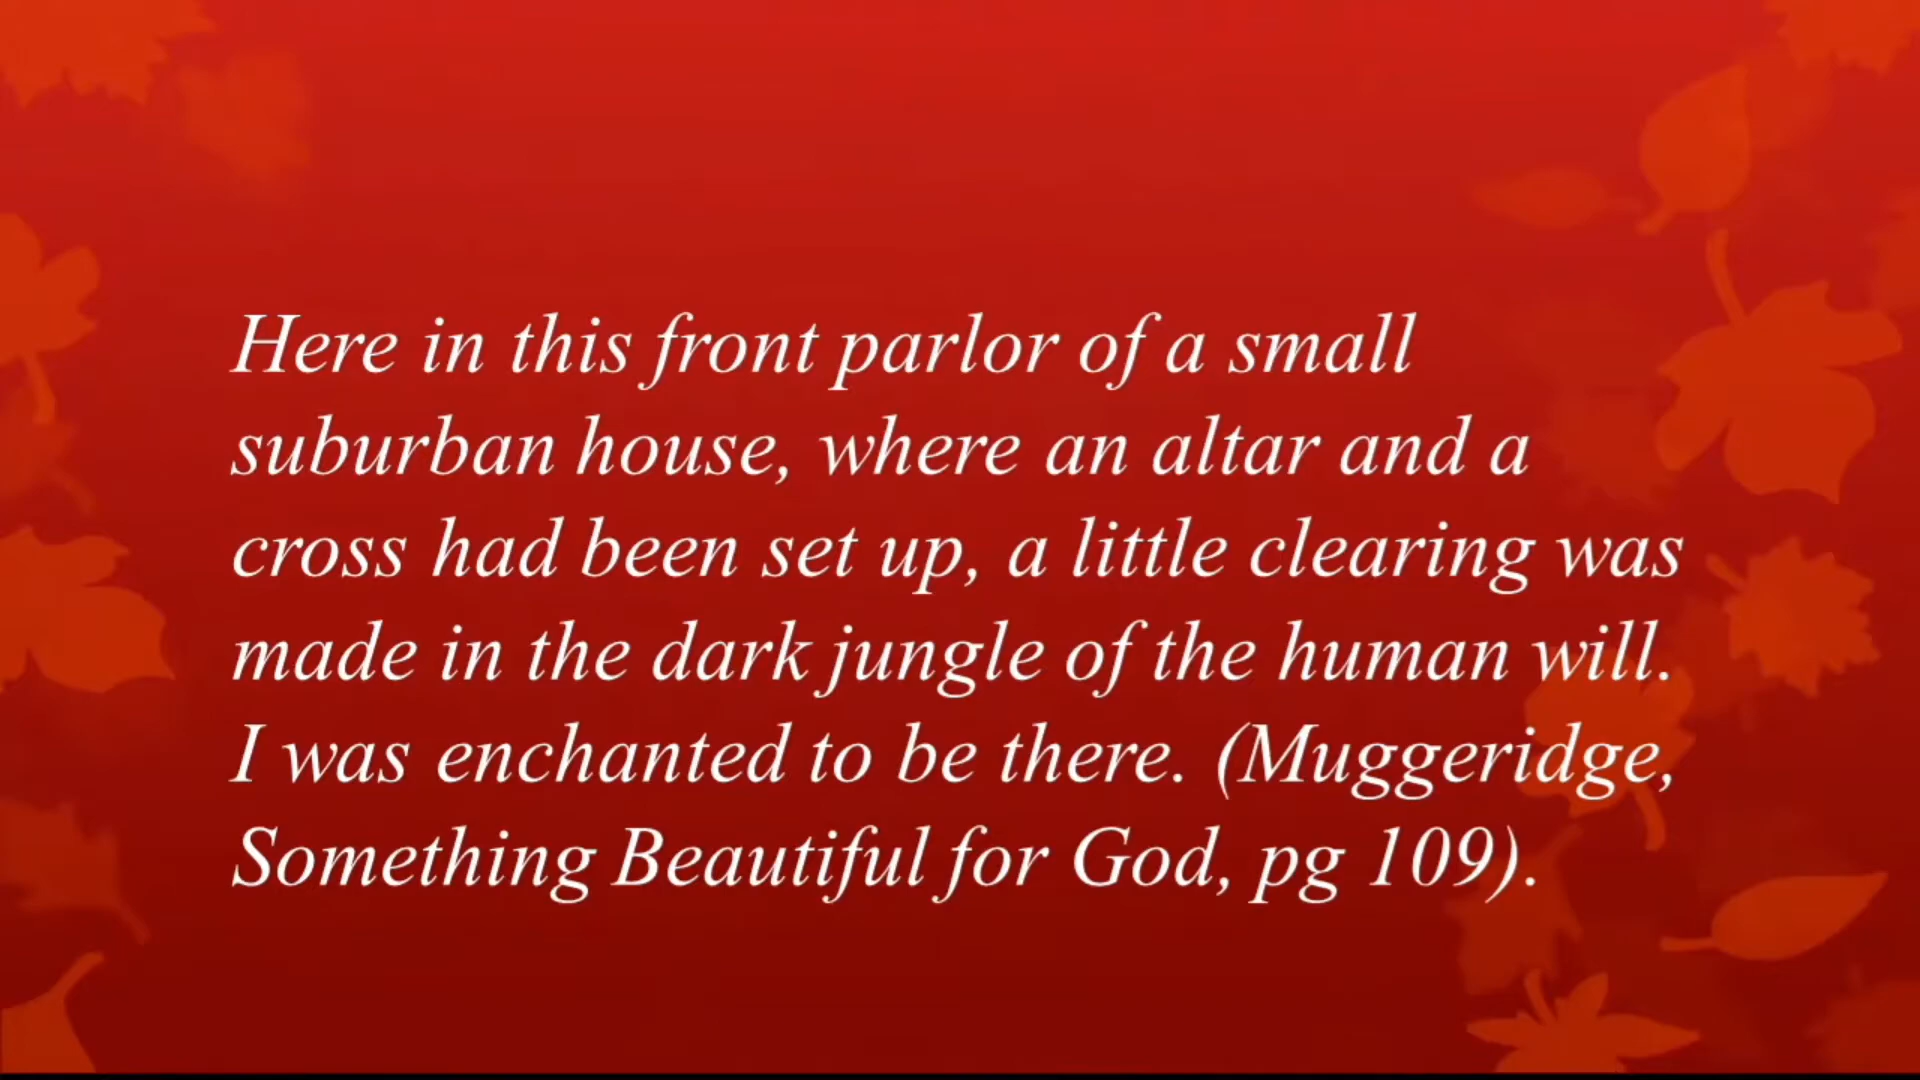 Here in this front parlor of a small
suburban house, where an altar and a
cross had been set up, a little clearing was
made in the dark jungle of the human will.
I was enchanted to be there. (Muggeridge,
Something Beautiful for God, pg 109).